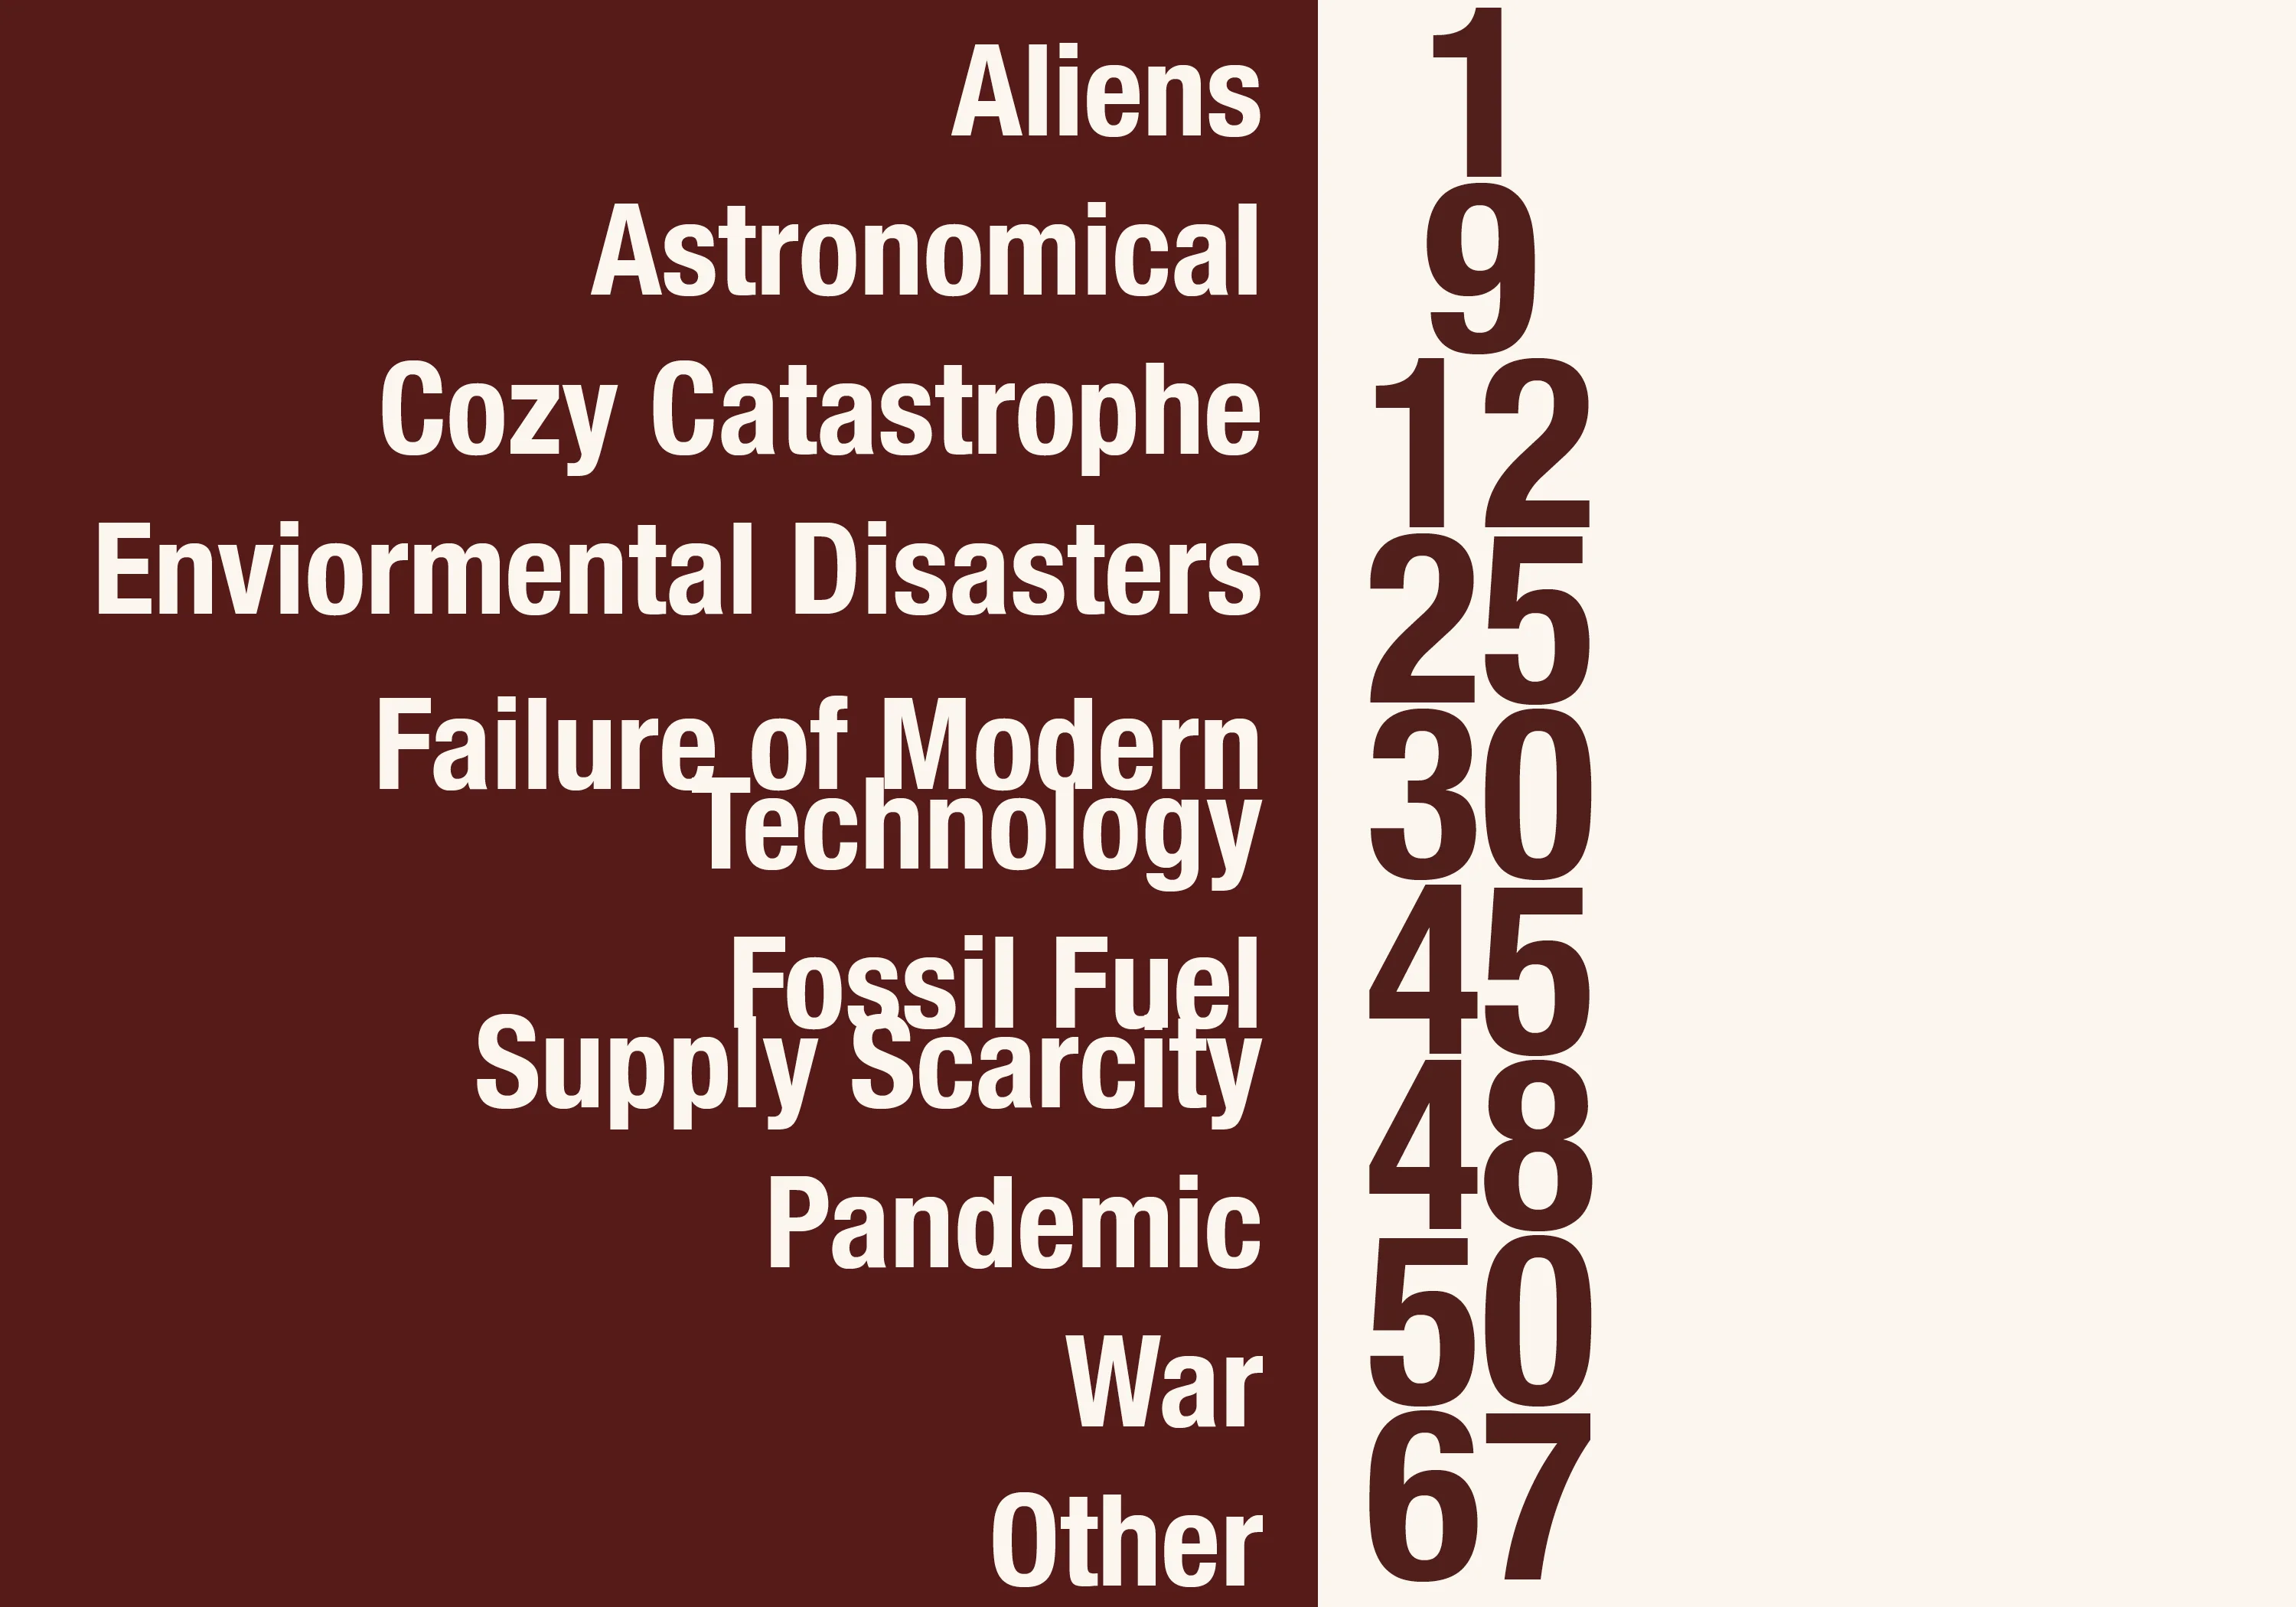 Aliens
1
Astronomical
9
Cozy Catastrophe
12
Enviormental Disasters
25
Failure of Modern
Technology
30
Fossil Fuel
Supply Scarcity
45
Pandemic
48
War
50
Other
67